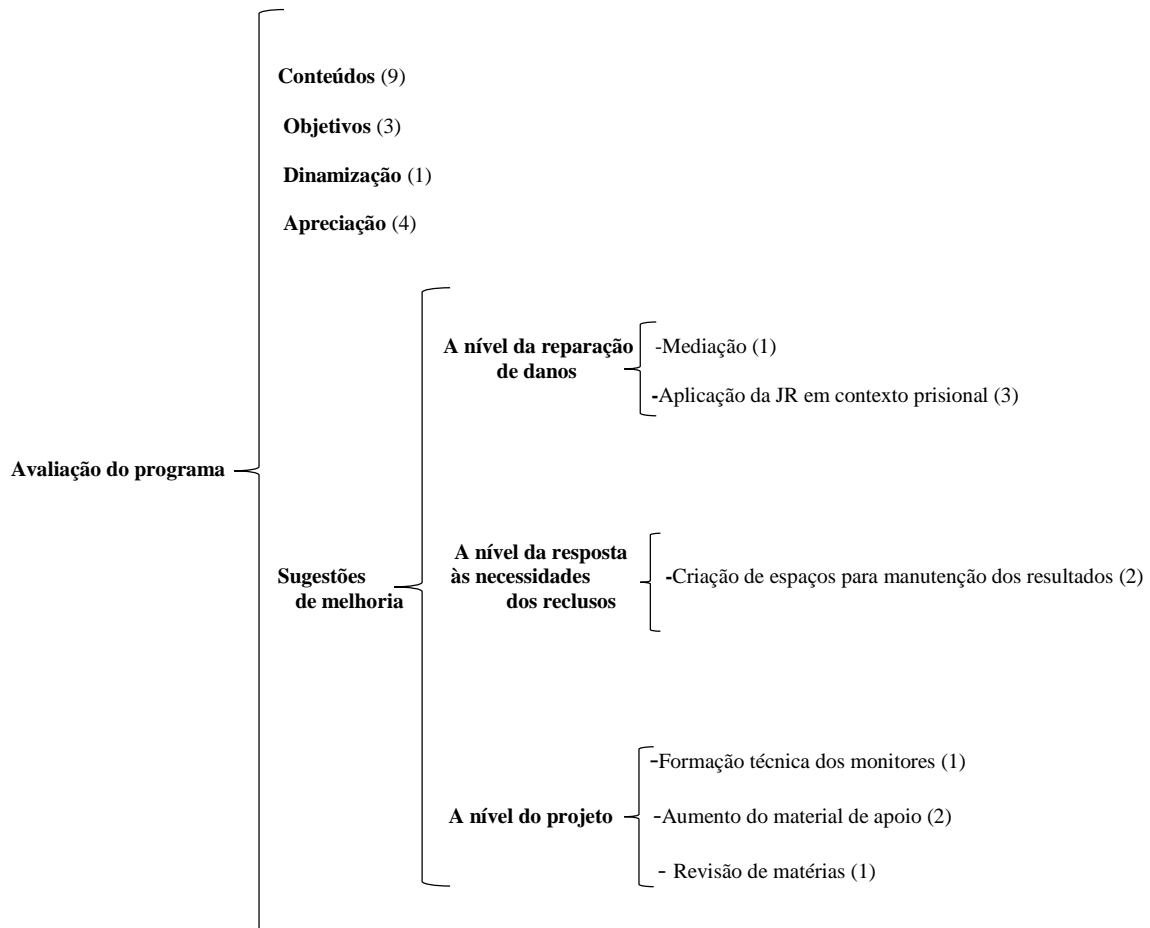 Conteúdos (9)
Objetivos (3)
Dinamização (1)
Apreciação (4)
A nível da reparação
de danos
-Mediação (1)
-Aplicação da JR em contexto prisional (3)
Avaliação do programa
Sugestões
de melhoria
A nível da resposta
às necessidades
dos reclusos
-Criação de espaços para manutenção dos resultados (2)
A nível do projeto
-Formação técnica dos monitores (1)
-Aumento do material de apoio (2)
- Revisão de matérias (1)